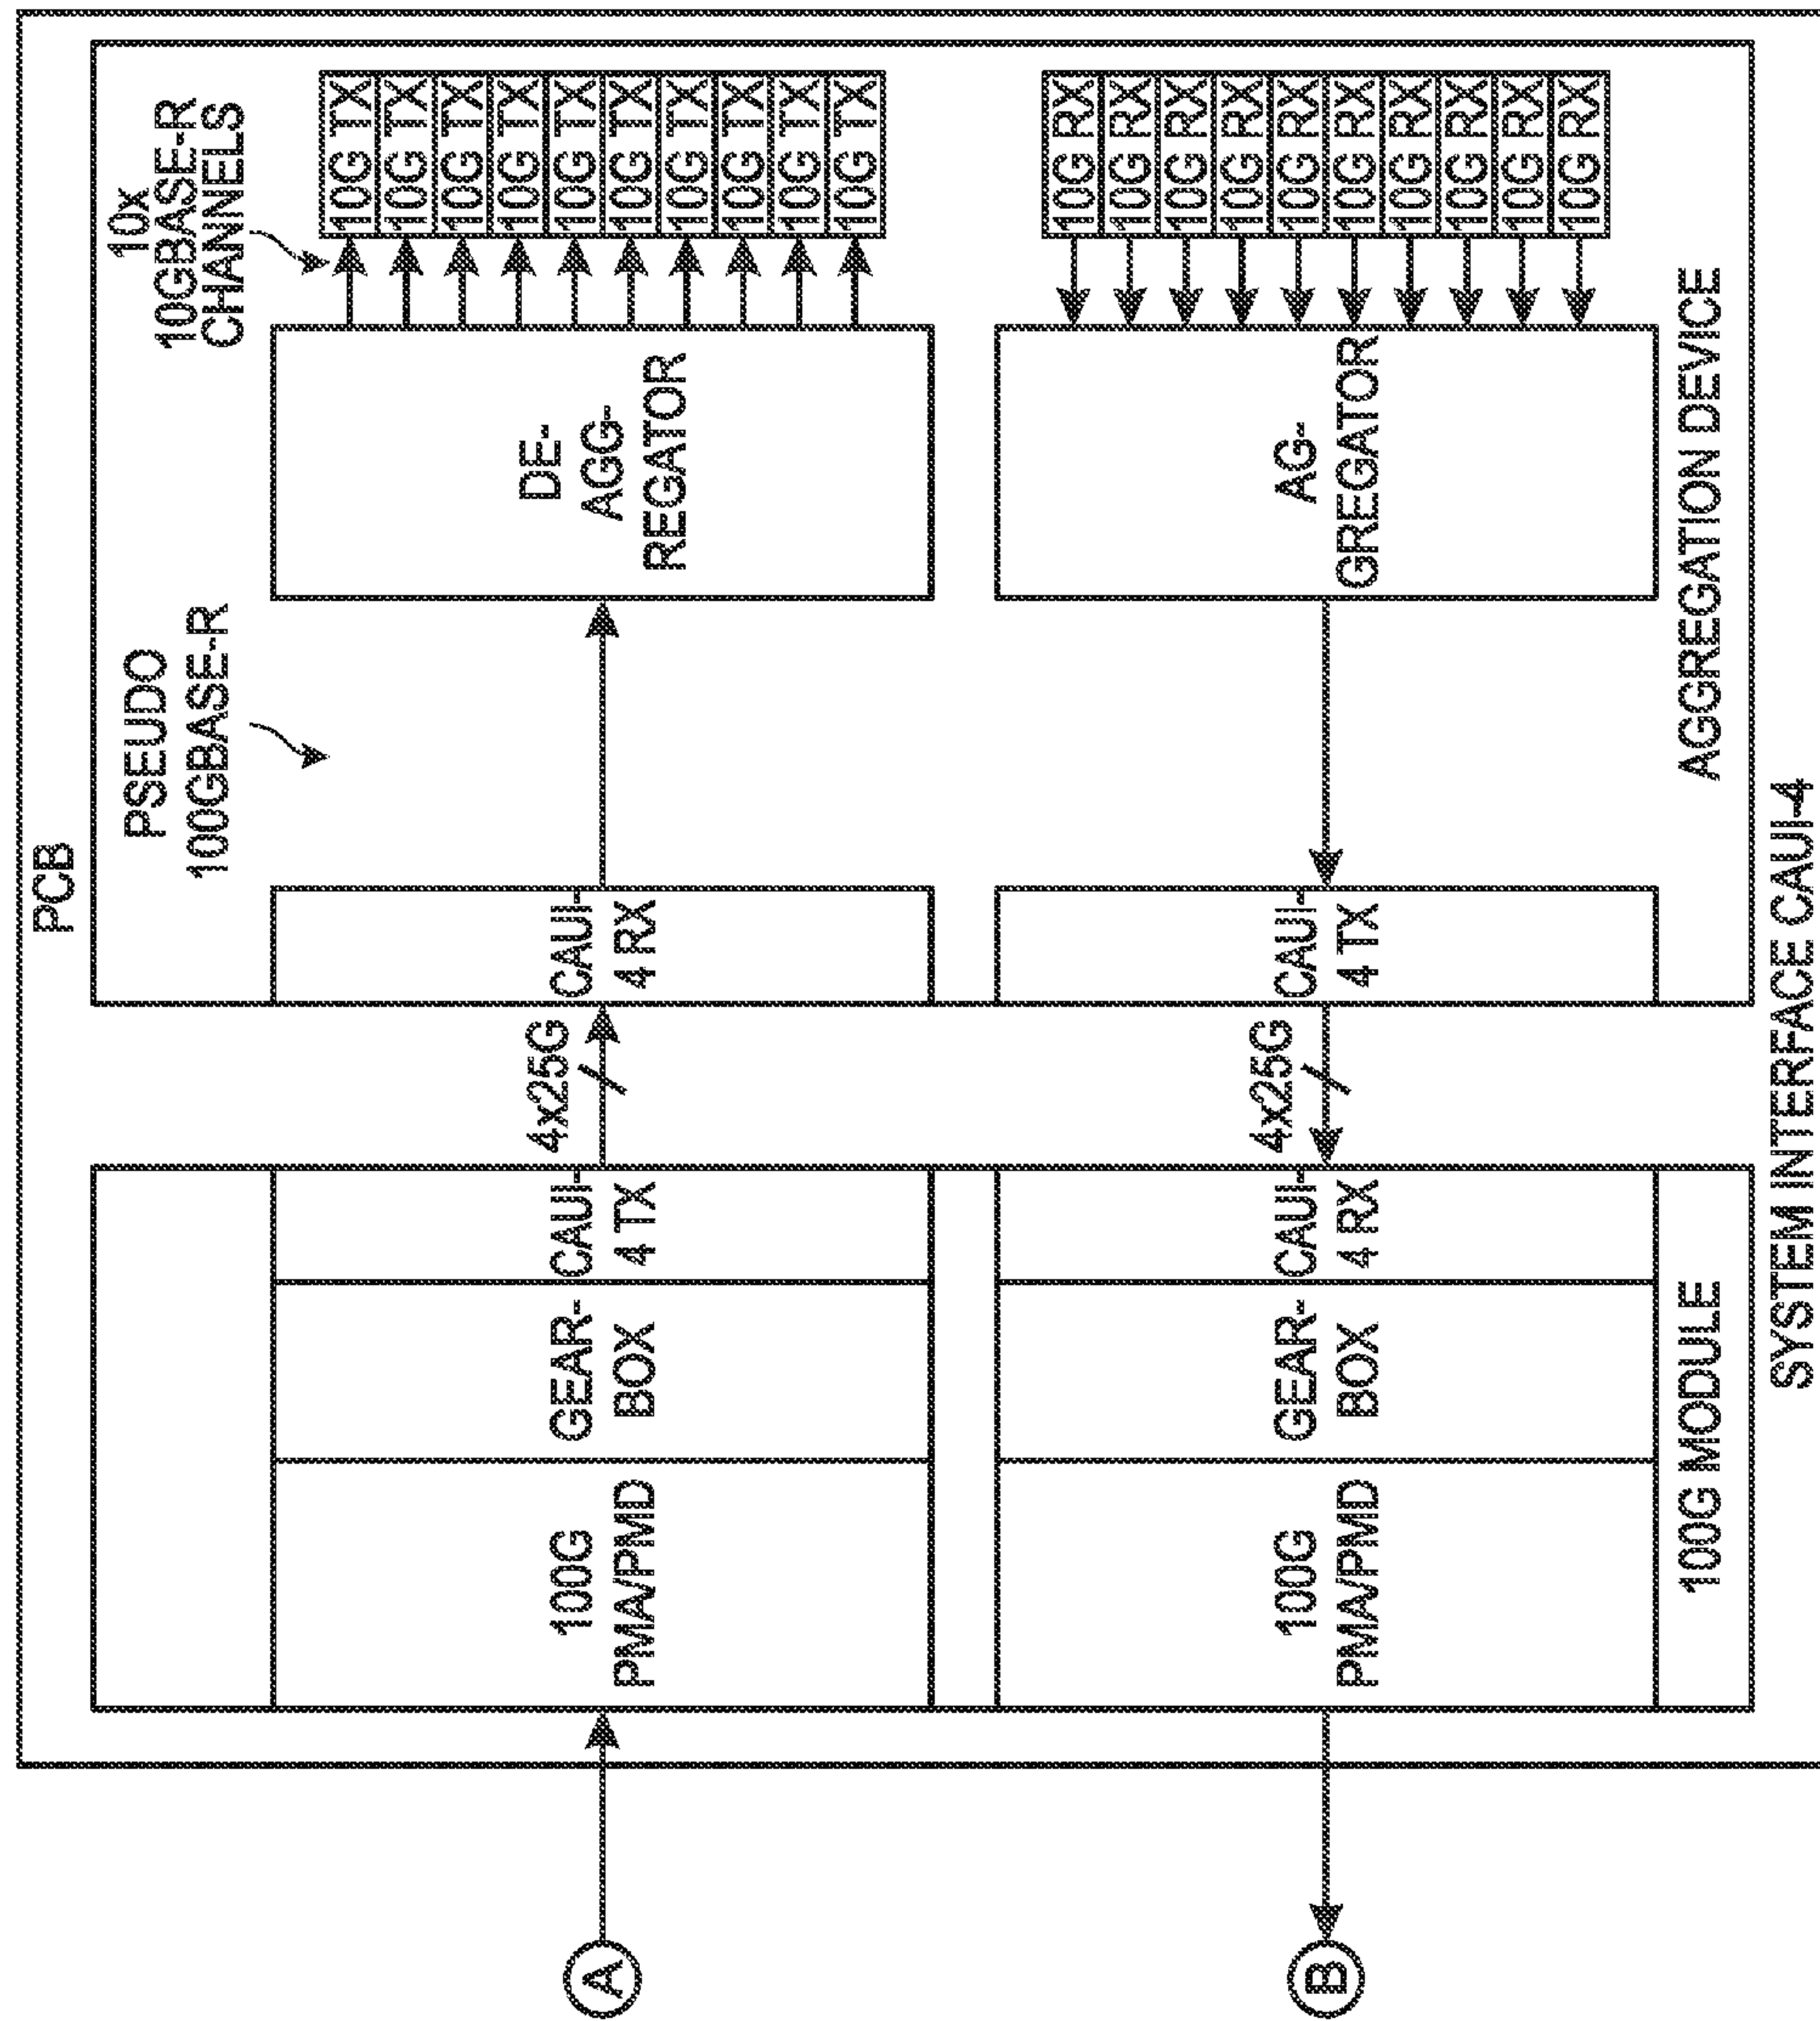 PCB
PSEUDO
100GBASE-R
10x
10GBASE-R
CHANNELS
A
100G
PMA/PMD
GEAR-
BOX
CAUI-
4 TX
4x25G
CAUI-
4 RX
DE-
AGG-
REGATOR
10G TX
10G TX
10G TX
10G TX
10G TX
10G TX
10G TX
10G TX
10G TX
10G TX
B
100G
PMA/PMD
GEAR-
BOX
CAUI-
4 RX
4x25G
CAUI-
4 TX
AG-
GREGATOR
10G RX
10G RX
10G RX
10G RX
10G RX
10G RX
10G RX
10G RX
10G RX
10G RX
100G MODULE
AGGREGATION DEVICE
SYSTEM INTERFACE CAUI-4